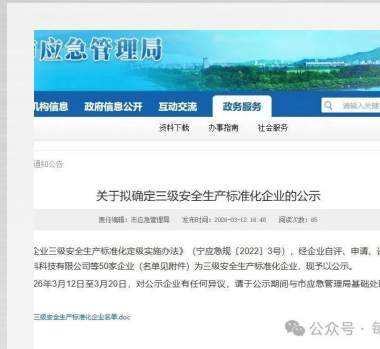 市应急管理局
机构信息 政府信息公开 互动交流 政务服务 请输入关键
资料下载 办事指南 社会服务
通知公告
关于拟确定三级安全生产标准化企业的公示
责任编辑：市应急管理局 发布时间：2026-03-12 16:48 阅读次数：65
企业三级安全生产标准化定级实施办法》（宁应急规〔2022〕3号），经企业自评、申请、
科技有限公司等50家企业（名单见附件）为三级安全生产标准化企业，现予以公示。
26年3月12日至3月20日，对公示企业有任何异议，请于公示期间与市应急管理局基础处
三级安全生产标准化企业名单.doc
公众号·